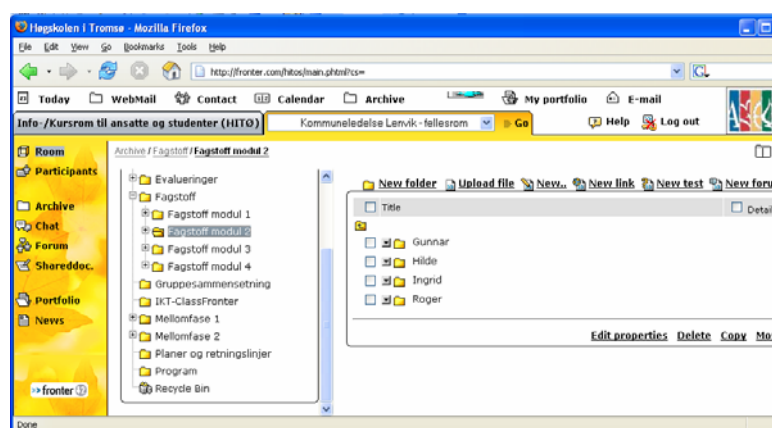 Høgskolen i Tromsø - Mozilla Firefox
File Edit View Go Bookmarks Tools Help
http://fronter.com/hitos/main.phtml?cs=
Today WebMail Contact Calendar Archive My portfolio E-mail
Info-/Kursrom til ansatte og studenter (HITØ) Kommuneledelse Lenvik - fellesrom Go Help Log out
Room
Participants
Archive
Chat
Forum
Shareddoc.
Portfolio
News
fronter
Archive / Fagstoff / Fagstoff modul 2
Evalueringer
Fagstoff
Fagstoff modul 1
Fagstoff modul 2
Fagstoff modul 3
Fagstoff modul 4
Gruppesammensetning
IKT-ClassFronter
Mellomfase 1
Mellomfase 2
Planer og retningslinjer
Program
Recycle Bin
New folder Upload file New.. New link New test New foru
Title Detail
Gunnar
Hilde
Ingrid
Roger
Edit properties Delete Copy Mo
Done